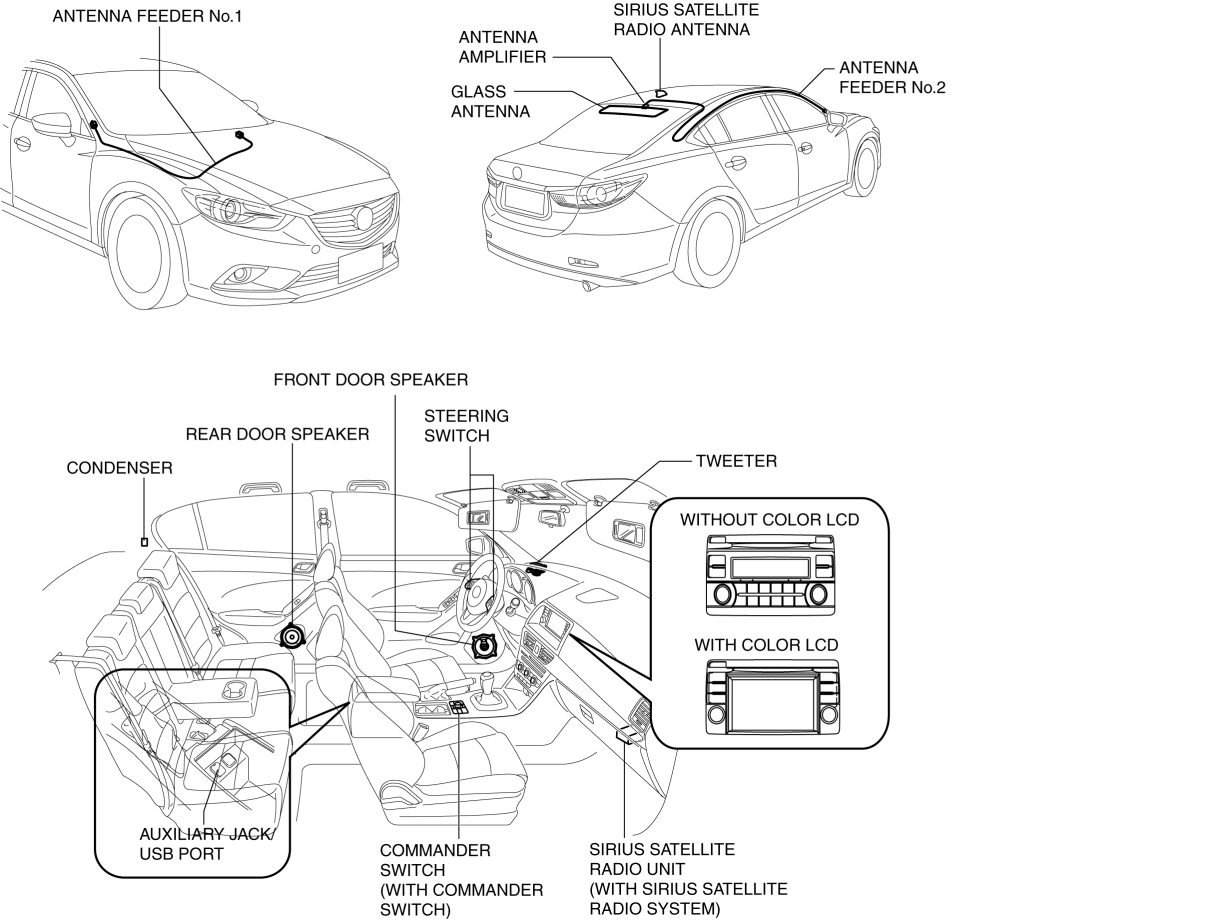 ANTENNA FEEDER No.1
SIRIUS SATELLITE
RADIO ANTENNA
ANTENNA
AMPLIFIER
GLASS
ANTENNA
ANTENNA
FEEDER No.2
FRONT DOOR SPEAKER
STEERING
SWITCH
REAR DOOR SPEAKER
CONDENSER
TWEETER
WITHOUT COLOR LCD
WITH COLOR LCD
AUXILIARY JACK/
USB PORT
COMMANDER
SWITCH
(WITH COMMANDER
SWITCH)
SIRIUS SATELLITE
RADIO UNIT
(WITH SIRIUS SATELLITE
RADIO SYSTEM)